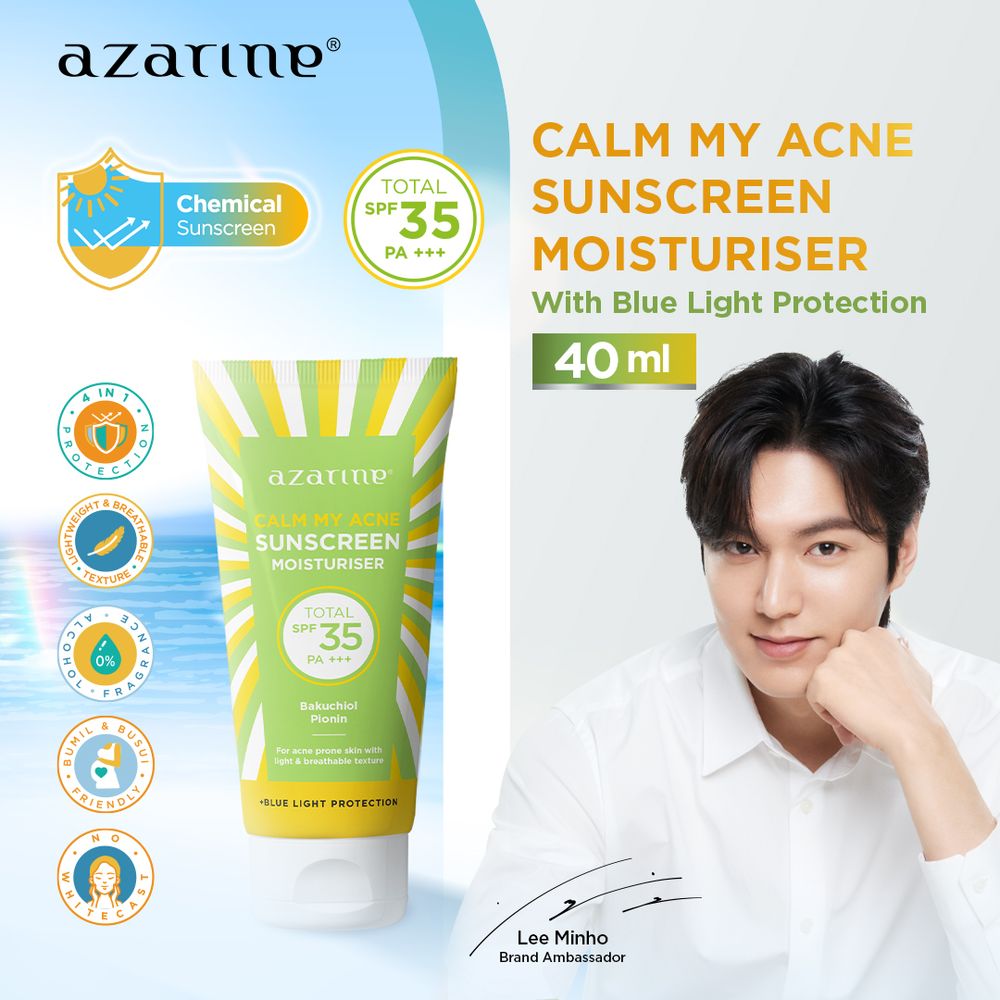 azarine®
CALM MY ACNE
SUNSCREEN
MOISTURISER
With Blue Light Protection
40 ml
Chemical
Sunscreen
TOTAL
SPF 35
PA +++
4 IN 1
PROTECTION
LIGHTWEIGHT & BREATHABLE
TEXTURE
ALCOHOL
0%
FRAGRANCE
BUMIL & BUSUI
FRIENDLY
NO
WHITECAST
azarine®
CALM MY ACNE
SUNSCREEN
MOISTURISER
TOTAL
SPF 35
PA +++
Bakuchiol
Pionin
For acne prone skin with
light & breathable texture
+BLUE LIGHT PROTECTION
Lee Minho
Brand Ambassador